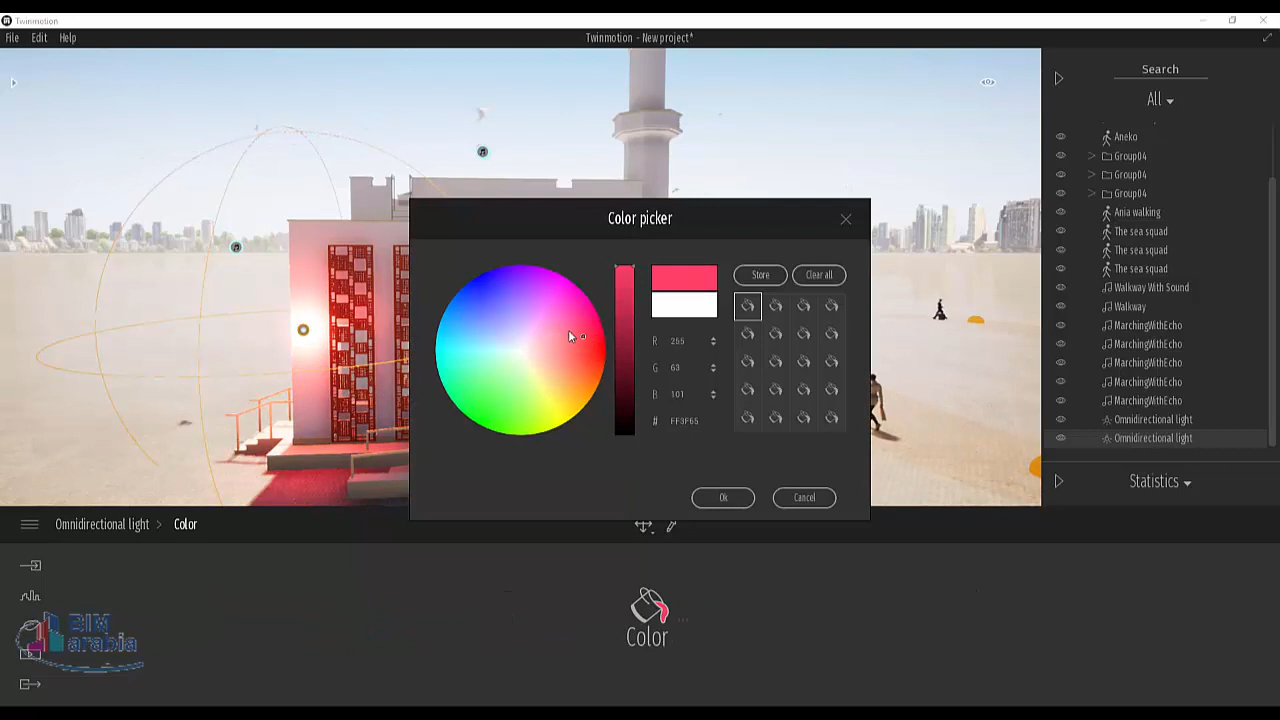 Twinmotion
File Edit Help
Twinmotion - New project*
Search
All
Aneko
Group04
Group04
Group04
Ania walking
The sea squad
The sea squad
The sea squad
Walkway With Sound
Walkway
MarchingWithEcho
MarchingWithEcho
MarchingWithEcho
MarchingWithEcho
MarchingWithEcho
Omnidirectional light
Omnidirectional light
Statistics
Color picker
Store Clear all
R 255
G 63
B 101
# FF3F65
Ok Cancel
Omnidirectional light > Color
Color
...
BIM
arabia